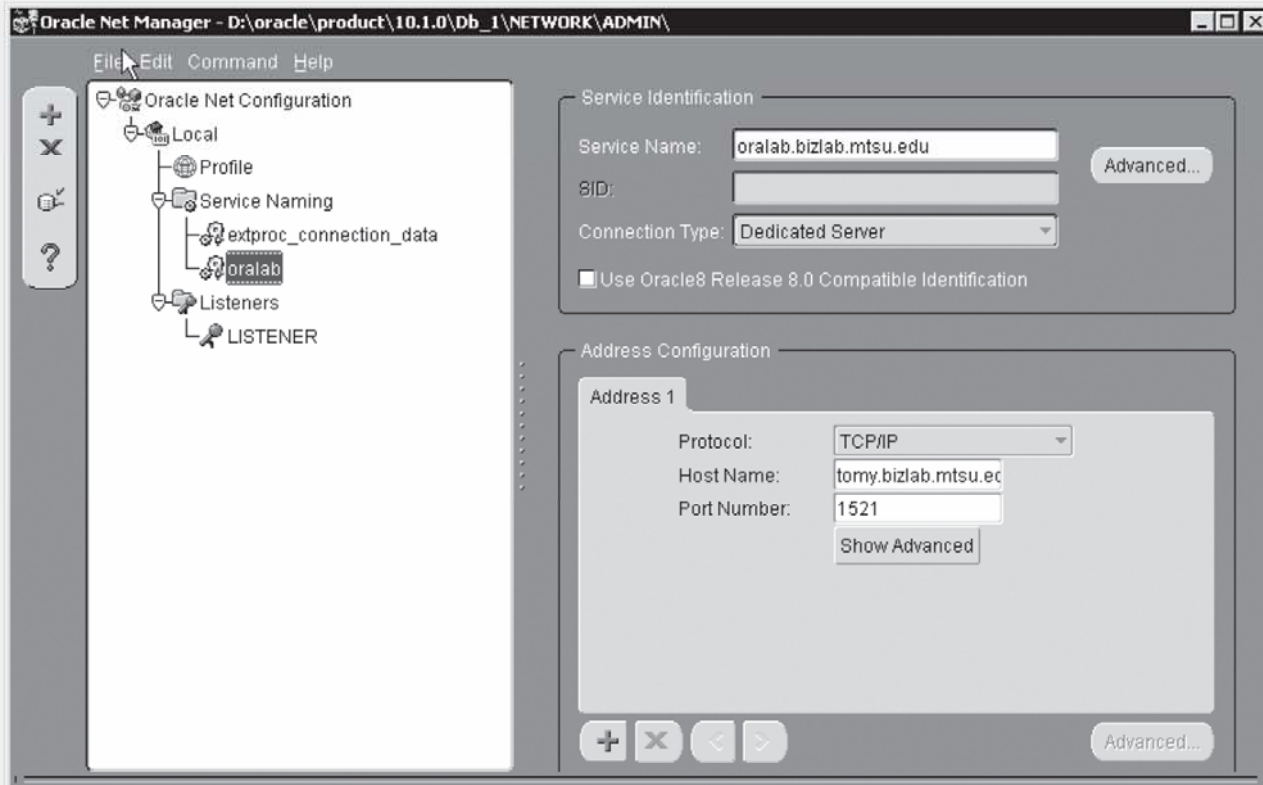 Oracle Net Manager - D:\oracle\product\10.1.0\Db_1\NETWORK\ADMIN\
File Edit Command Help
Oracle Net Configuration
Local
Profile
Service Naming
extproc_connection_data
oralab
Listeners
LISTENER
Service Identification
Service Name: oralab.bizlab.mtsu.edu
SID:
Connection Type: Dedicated Server
Use Oracle8 Release 8.0 Compatible Identification
Advanced...
Address Configuration
Address 1
Protocol: TCP/IP
Host Name: tomy.bizlab.mtsu.ed
Port Number: 1521
Show Advanced
Advanced...